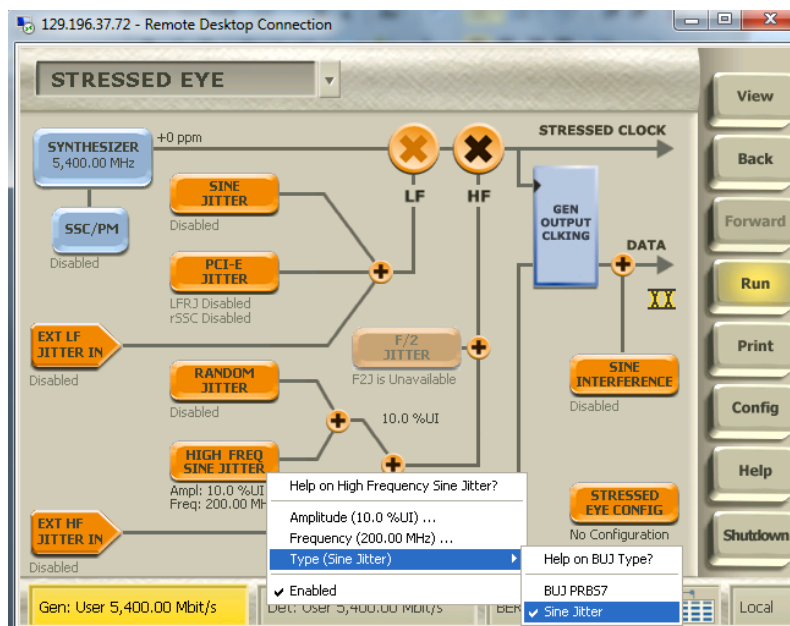 129.196.37.72 - Remote Desktop Connection
STRESSED EYE
View
Back
Forward
Run
Print
Config
Help
Shutdown
SYNTHESIZER
5,400.00 MHz
+0 ppm
STRESSED CLOCK
SSC/PM
Disabled
SINE
JITTER
Disabled
LF
HF
GEN
OUTPUT
CLKING
DATA
PCI-E
JITTER
LFRJ Disabled
rSSC Disabled
EXT LF
JITTER IN
Disabled
F/2
JITTER
F2J is Unavailable
RANDOM
JITTER
Disabled
10.0 %UI
SINE
INTERFERENCE
Disabled
HIGH FREQ
SINE JITTER
Ampl: 10.0 %UI
Freq: 200.00 MH
EXT HF
JITTER IN
Disabled
STRESSED
EYE CONFIG
No Configuration
Help on High Frequency Sine Jitter?
Amplitude (10.0 %UI) ...
Frequency (200.00 MHz) ...
Type (Sine Jitter)
Enabled
Help on BUJ Type?
BUJ PRBS7
Sine Jitter
Gen: User 5,400.00 Mbit/s
Det: User 5,400.00 Mbit/s
BER
Local